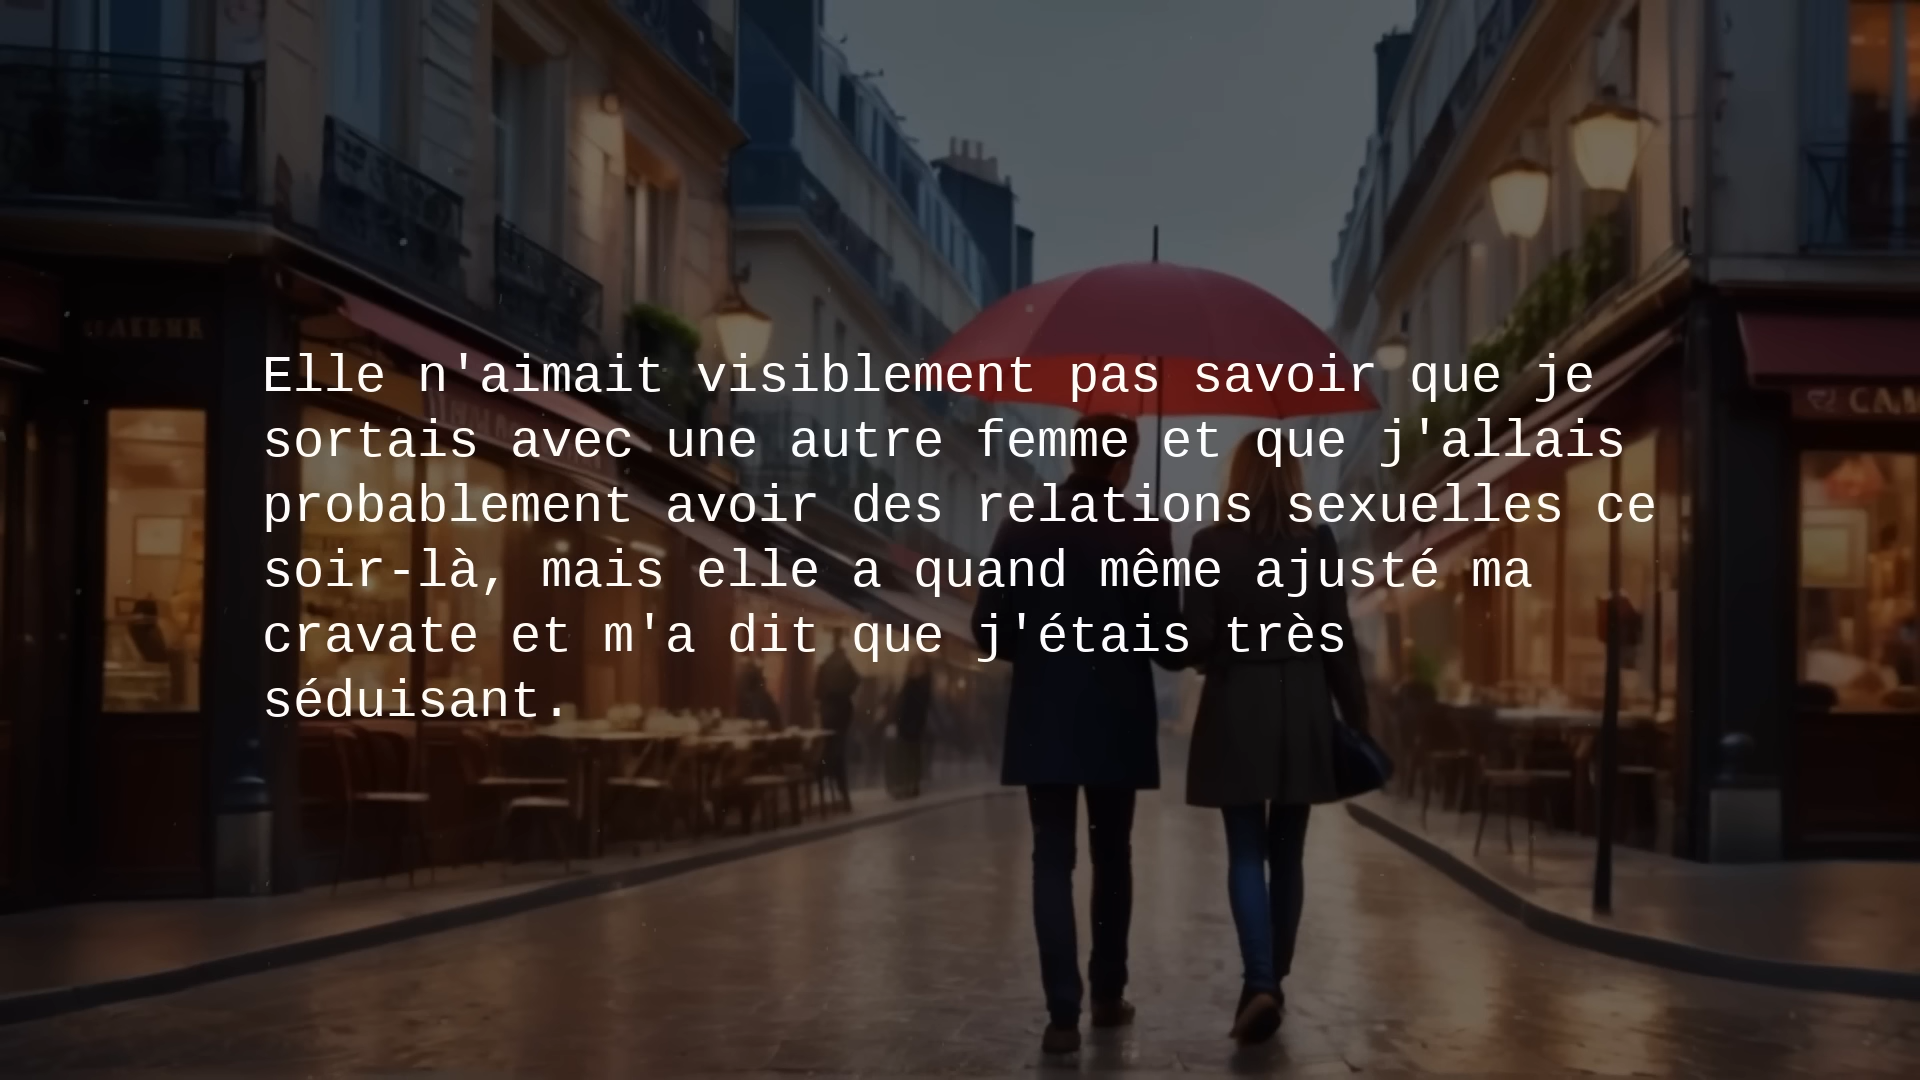 Elle n'aimait visiblement pas savoir que je
sortais avec une autre femme et que j'allais
probablement avoir des relations sexuelles ce
soir-là, mais elle a quand même ajusté ma
cravate et m'a dit que j'étais très
séduisant.